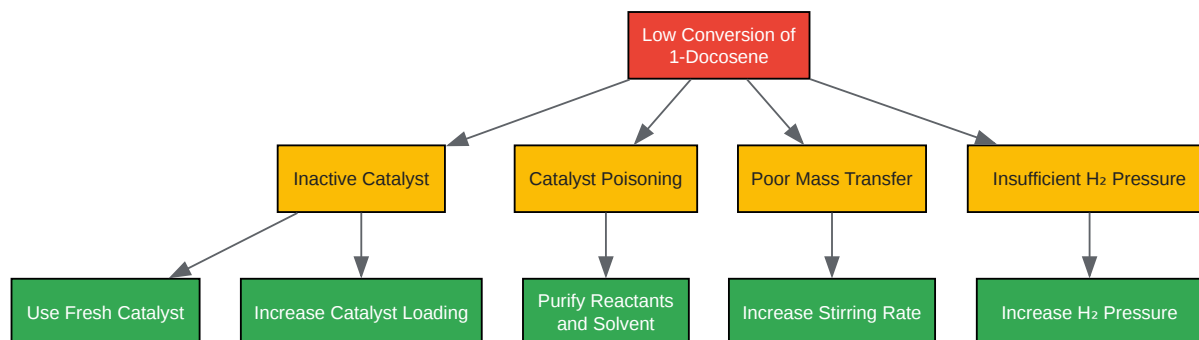 Low Conversion of
1-Docosene
Inactive Catalyst
Catalyst Poisoning
Poor Mass Transfer
Insufficient H₂ Pressure
Use Fresh Catalyst
Increase Catalyst Loading
Purify Reactants
and Solvent
Increase Stirring Rate
Increase H₂ Pressure